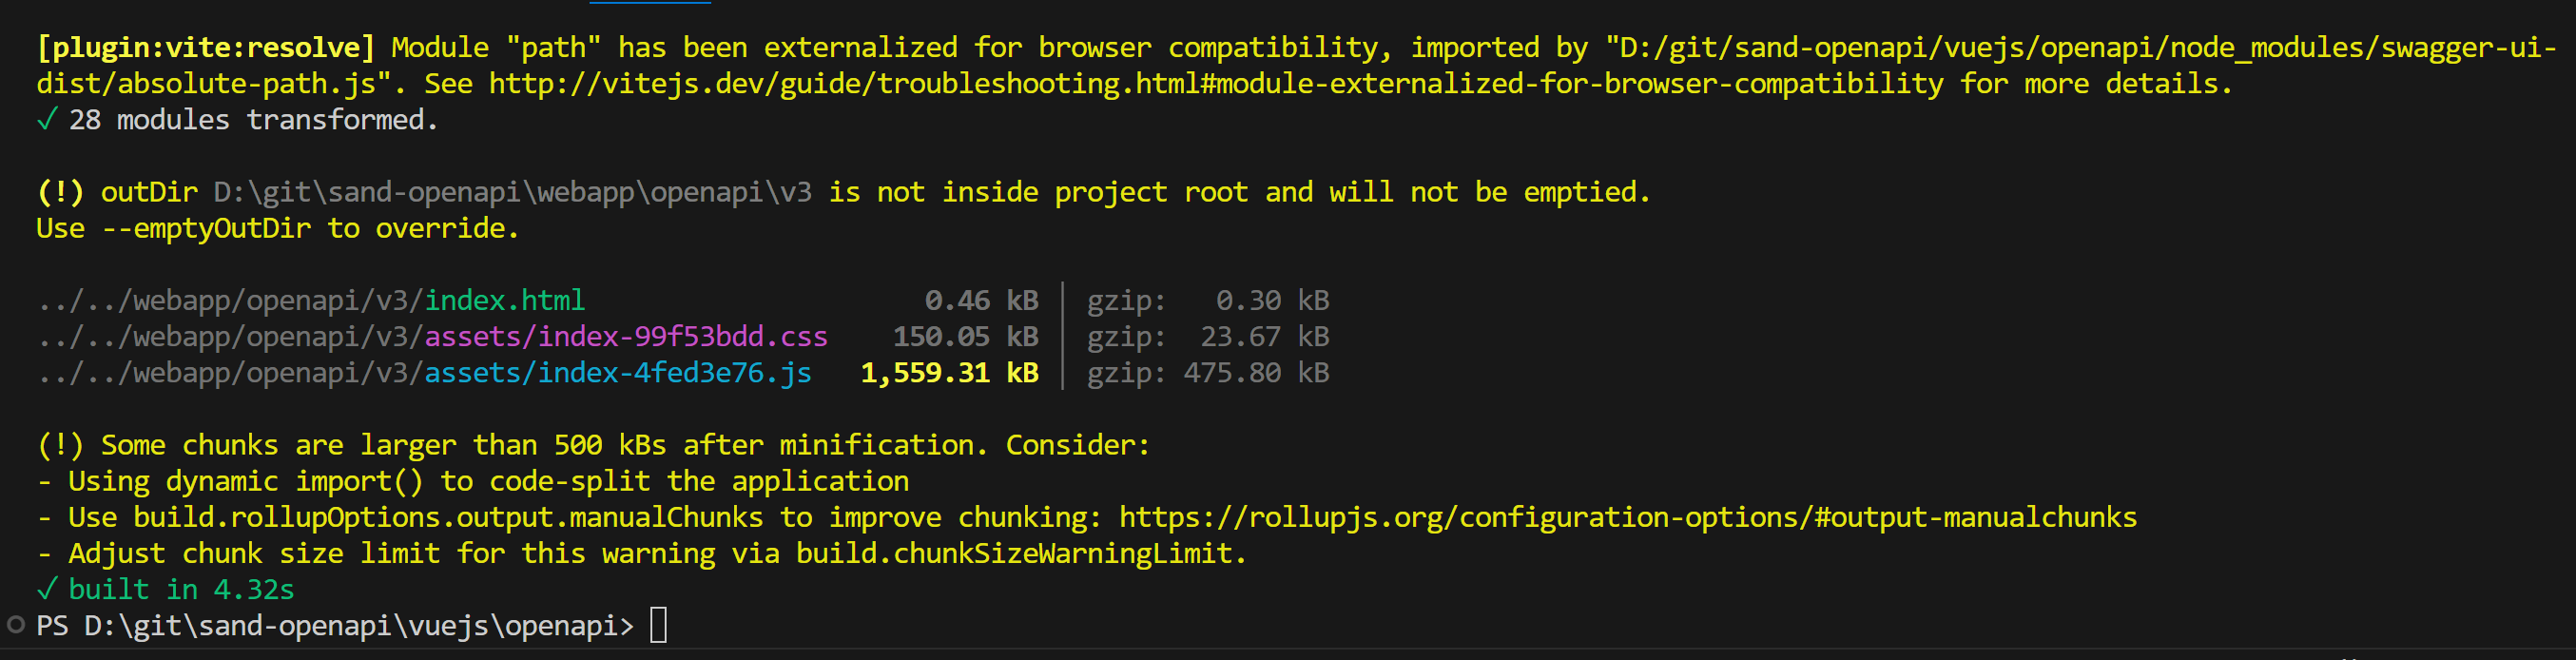 [plugin:vite:resolve] Module "path" has been externalized for browser compatibility, imported by "D:/git/sand-openapi/vuejs/openapi/node_modules/swagger-ui-
dist/absolute-path.js". See http://vitejs.dev/guide/troubleshooting.html#module-externalized-for-browser-compatibility for more details.
✓ 28 modules transformed.
(!) outDir D:\git\sand-openapi\webapp\openapi\v3 is not inside project root and will not be emptied.
Use --emptyOutDir to override.
../../webapp/openapi/v3/index.html 0.46 kB │ gzip: 0.30 kB
../../webapp/openapi/v3/assets/index-99f53bdd.css 150.05 kB │ gzip: 23.67 kB
../../webapp/openapi/v3/assets/index-4fed3e76.js 1,559.31 kB │ gzip: 475.80 kB
(!) Some chunks are larger than 500 kBs after minification. Consider:
- Using dynamic import() to code-split the application
- Use build.rollupOptions.output.manualChunks to improve chunking: https://rollupjs.org/configuration-options/#output-manualchunks
- Adjust chunk size limit for this warning via build.chunkSizeWarningLimit.
✓ built in 4.32s
PS D:\git\sand-openapi\vuejs\openapi>